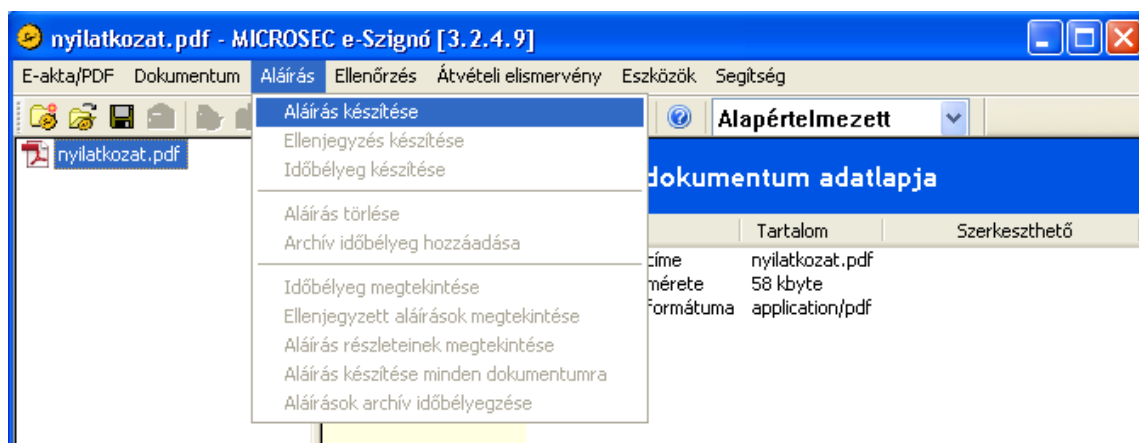 nyilatkozat.pdf - MICROSEC e-Szignó [3.2.4.9]
E-akta/PDF Dokumentum Aláírás Ellenőrzés Átvételi elismervény Eszközök Segítség
Alapértelmezett
nyilatkozat.pdf
Aláírás készítése
Ellenjegyzés készítése
Időbélyeg készítése
Aláírás törlése
Archív időbélyeg hozzáadása
Időbélyeg megtekintése
Ellenjegyzett aláírások megtekintése
Aláírás részleteinek megtekintése
Aláírás készítése minden dokumentumra
Aláírások archív időbélyegzése
dokumentum adatlapja
Tartalom Szerkeszthető
címe nyilatkozat.pdf
mérete 58 kbyte
formátuma application/pdf